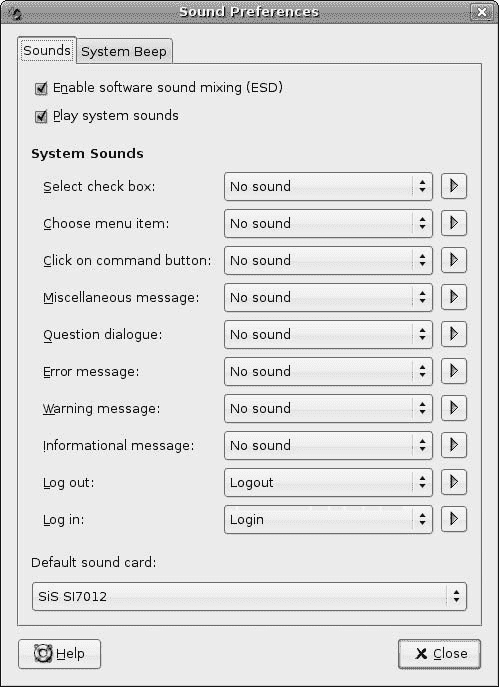 Sound Preferences
Sounds System Beep
Enable software sound mixing (ESD)
Play system sounds
System Sounds
Select check box: No sound
Choose menu item: No sound
Click on command button: No sound
Miscellaneous message: No sound
Question dialogue: No sound
Error message: No sound
Warning message: No sound
Informational message: No sound
Log out: Logout
Log in: Login
Default sound card:
SiS SI7012
Help Close